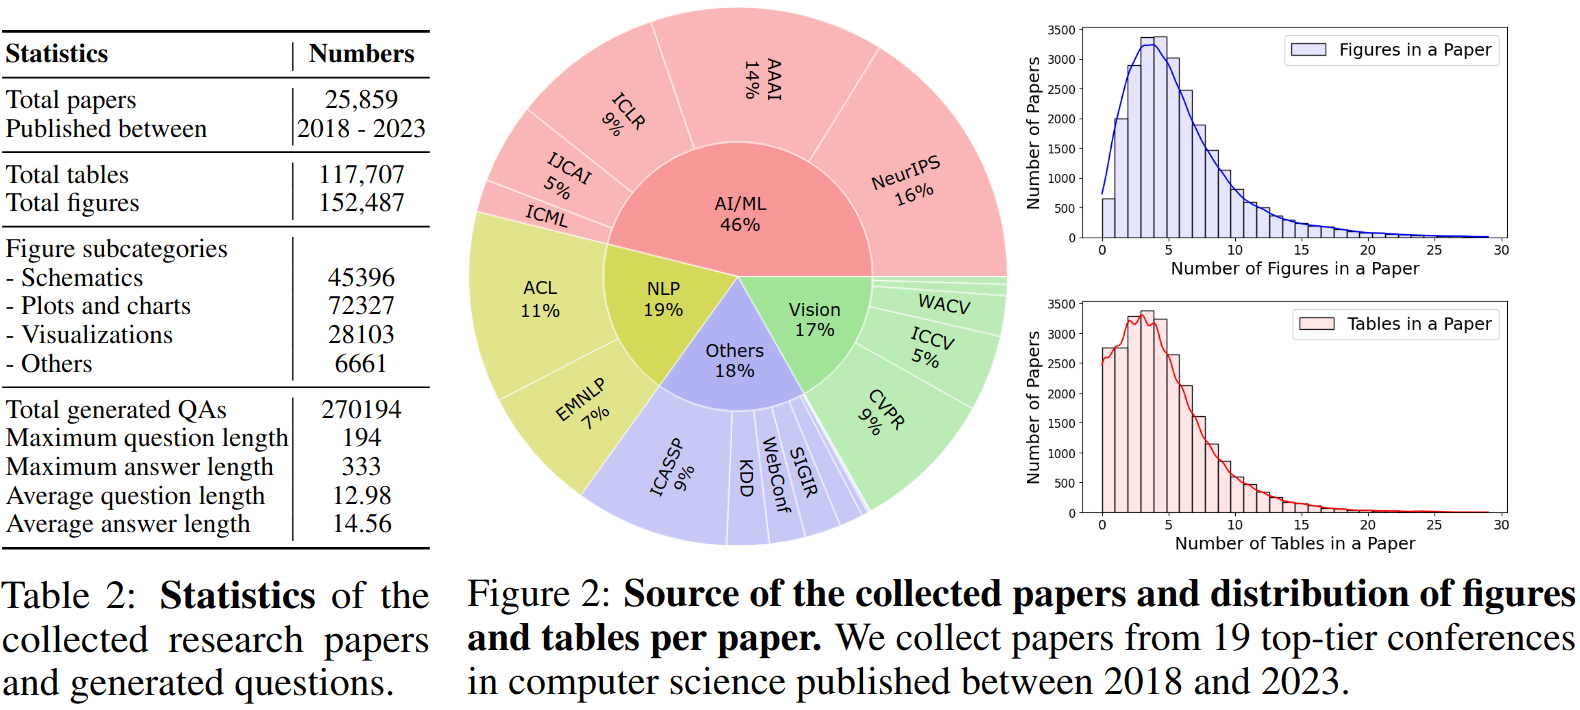 Statistics Numbers
Total papers 25,859
Published between 2018 - 2023
Total tables 117,707
Total figures 152,487
Figure subcategories
- Schematics 45396
- Plots and charts 72327
- Visualizations 28103
- Others 6661
Total generated QAs 270194
Maximum question length 194
Maximum answer length 333
Average question length 12.98
Average answer length 14.56
Table 2: Statistics of the
collected research papers
and generated questions.
AAAI
14%
ICLR
9%
IJCAI
5%
ICML
NeurIPS
16%
AI/ML
46%
ACL
11%
NLP
19%
EMNLP
7%
Others
18%
ICASSP
9%
KDD
WebConf
SIGIR
Vision
17%
WACV
ICCV
5%
CVPR
9%
Figures in a Paper
Number of Papers
3500
3000
2500
2000
1500
1000
500
0
0 5 10 15 20 25 30
Number of Figures in a Paper
Tables in a Paper
Number of Papers
3500
3000
2500
2000
1500
1000
500
0
0 5 10 15 20 25 30
Number of Tables in a Paper
Figure 2: Source of the collected papers and distribution of figures
and tables per paper. We collect papers from 19 top-tier conferences
in computer science published between 2018 and 2023.